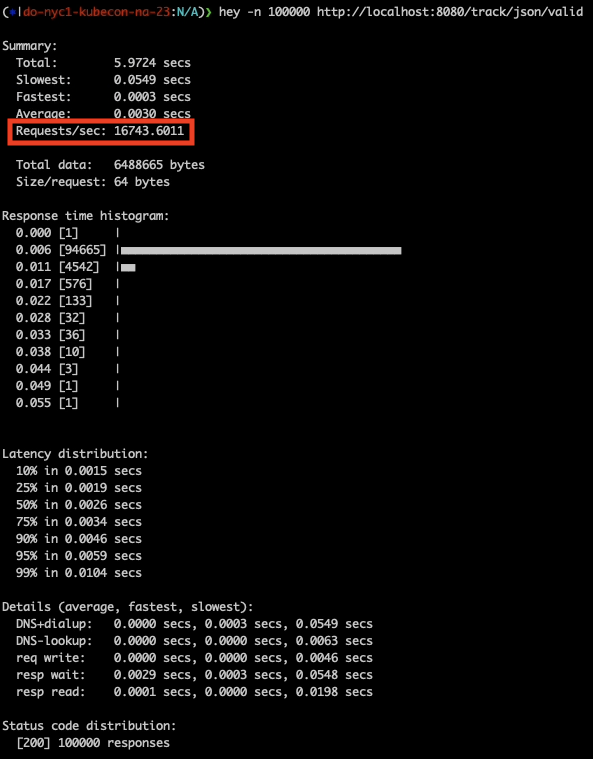 (*|do-nyc1-kubecon-na-23:N/A)❯ hey -n 100000 http://localhost:8080/track/json/valid
Summary:
Total: 5.9724 secs
Slowest: 0.0549 secs
Fastest: 0.0003 secs
Average: 0.0030 secs
Requests/sec: 16743.6011
Total data: 6488665 bytes
Size/request: 64 bytes
Response time histogram:
0.000 [1] |
0.006 [94665] |■■■■■■■■■■■■■■■■■■■■■■■■■■■■■■■■■■■■■■■■
0.011 [4542] |■■
0.017 [576] |
0.022 [133] |
0.028 [32] |
0.033 [36] |
0.038 [10] |
0.044 [3] |
0.049 [1] |
0.055 [1] |
Latency distribution:
10% in 0.0015 secs
25% in 0.0019 secs
50% in 0.0026 secs
75% in 0.0034 secs
90% in 0.0046 secs
95% in 0.0059 secs
99% in 0.0104 secs
Details (average, fastest, slowest):
DNS+dialup: 0.0000 secs, 0.0003 secs, 0.0549 secs
DNS-lookup: 0.0000 secs, 0.0000 secs, 0.0063 secs
req write: 0.0000 secs, 0.0000 secs, 0.0046 secs
resp wait: 0.0029 secs, 0.0003 secs, 0.0548 secs
resp read: 0.0001 secs, 0.0000 secs, 0.0198 secs
Status code distribution:
[200] 100000 responses